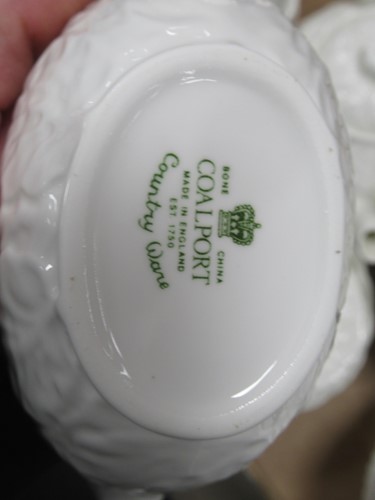 BONE CHINA
COALPORT
MADE IN ENGLAND
EST. 1750
Country Ware